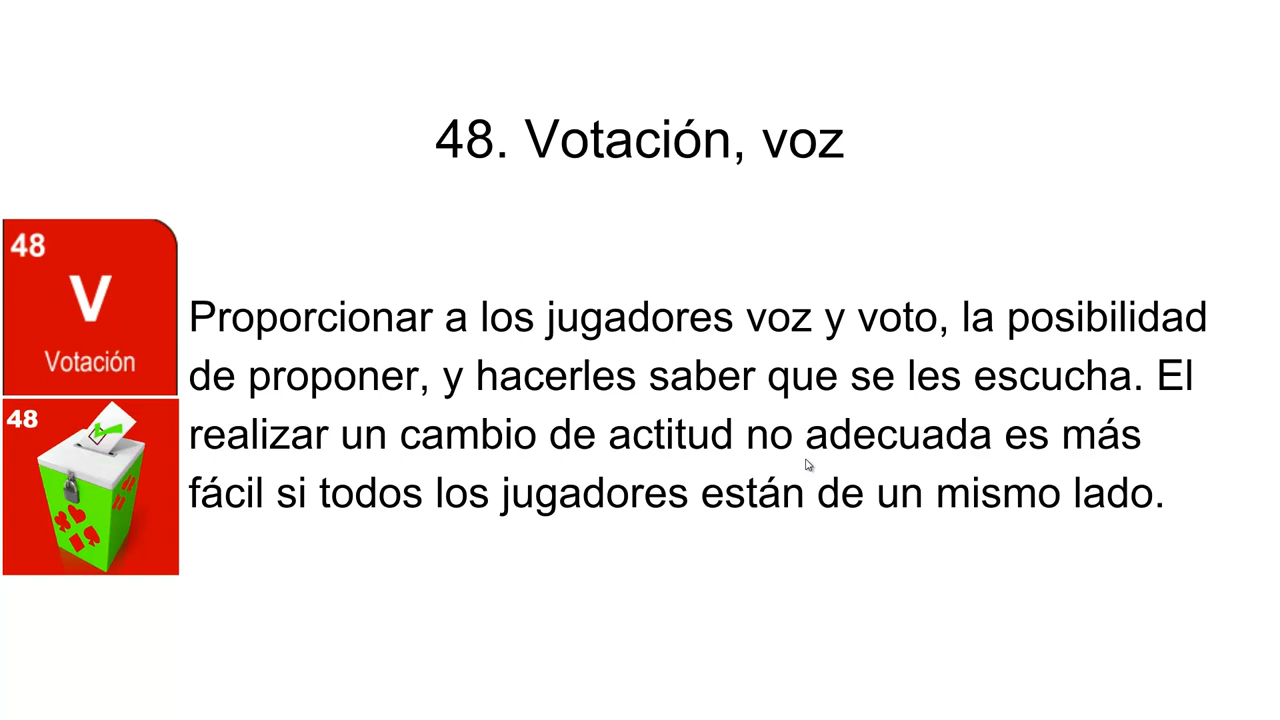 48. Votación, voz
48
V
Votación
48
Proporcionar a los jugadores voz y voto, la posibilidad
de proponer, y hacerles saber que se les escucha. El
realizar un cambio de actitud no adecuada es más
fácil si todos los jugadores están de un mismo lado.